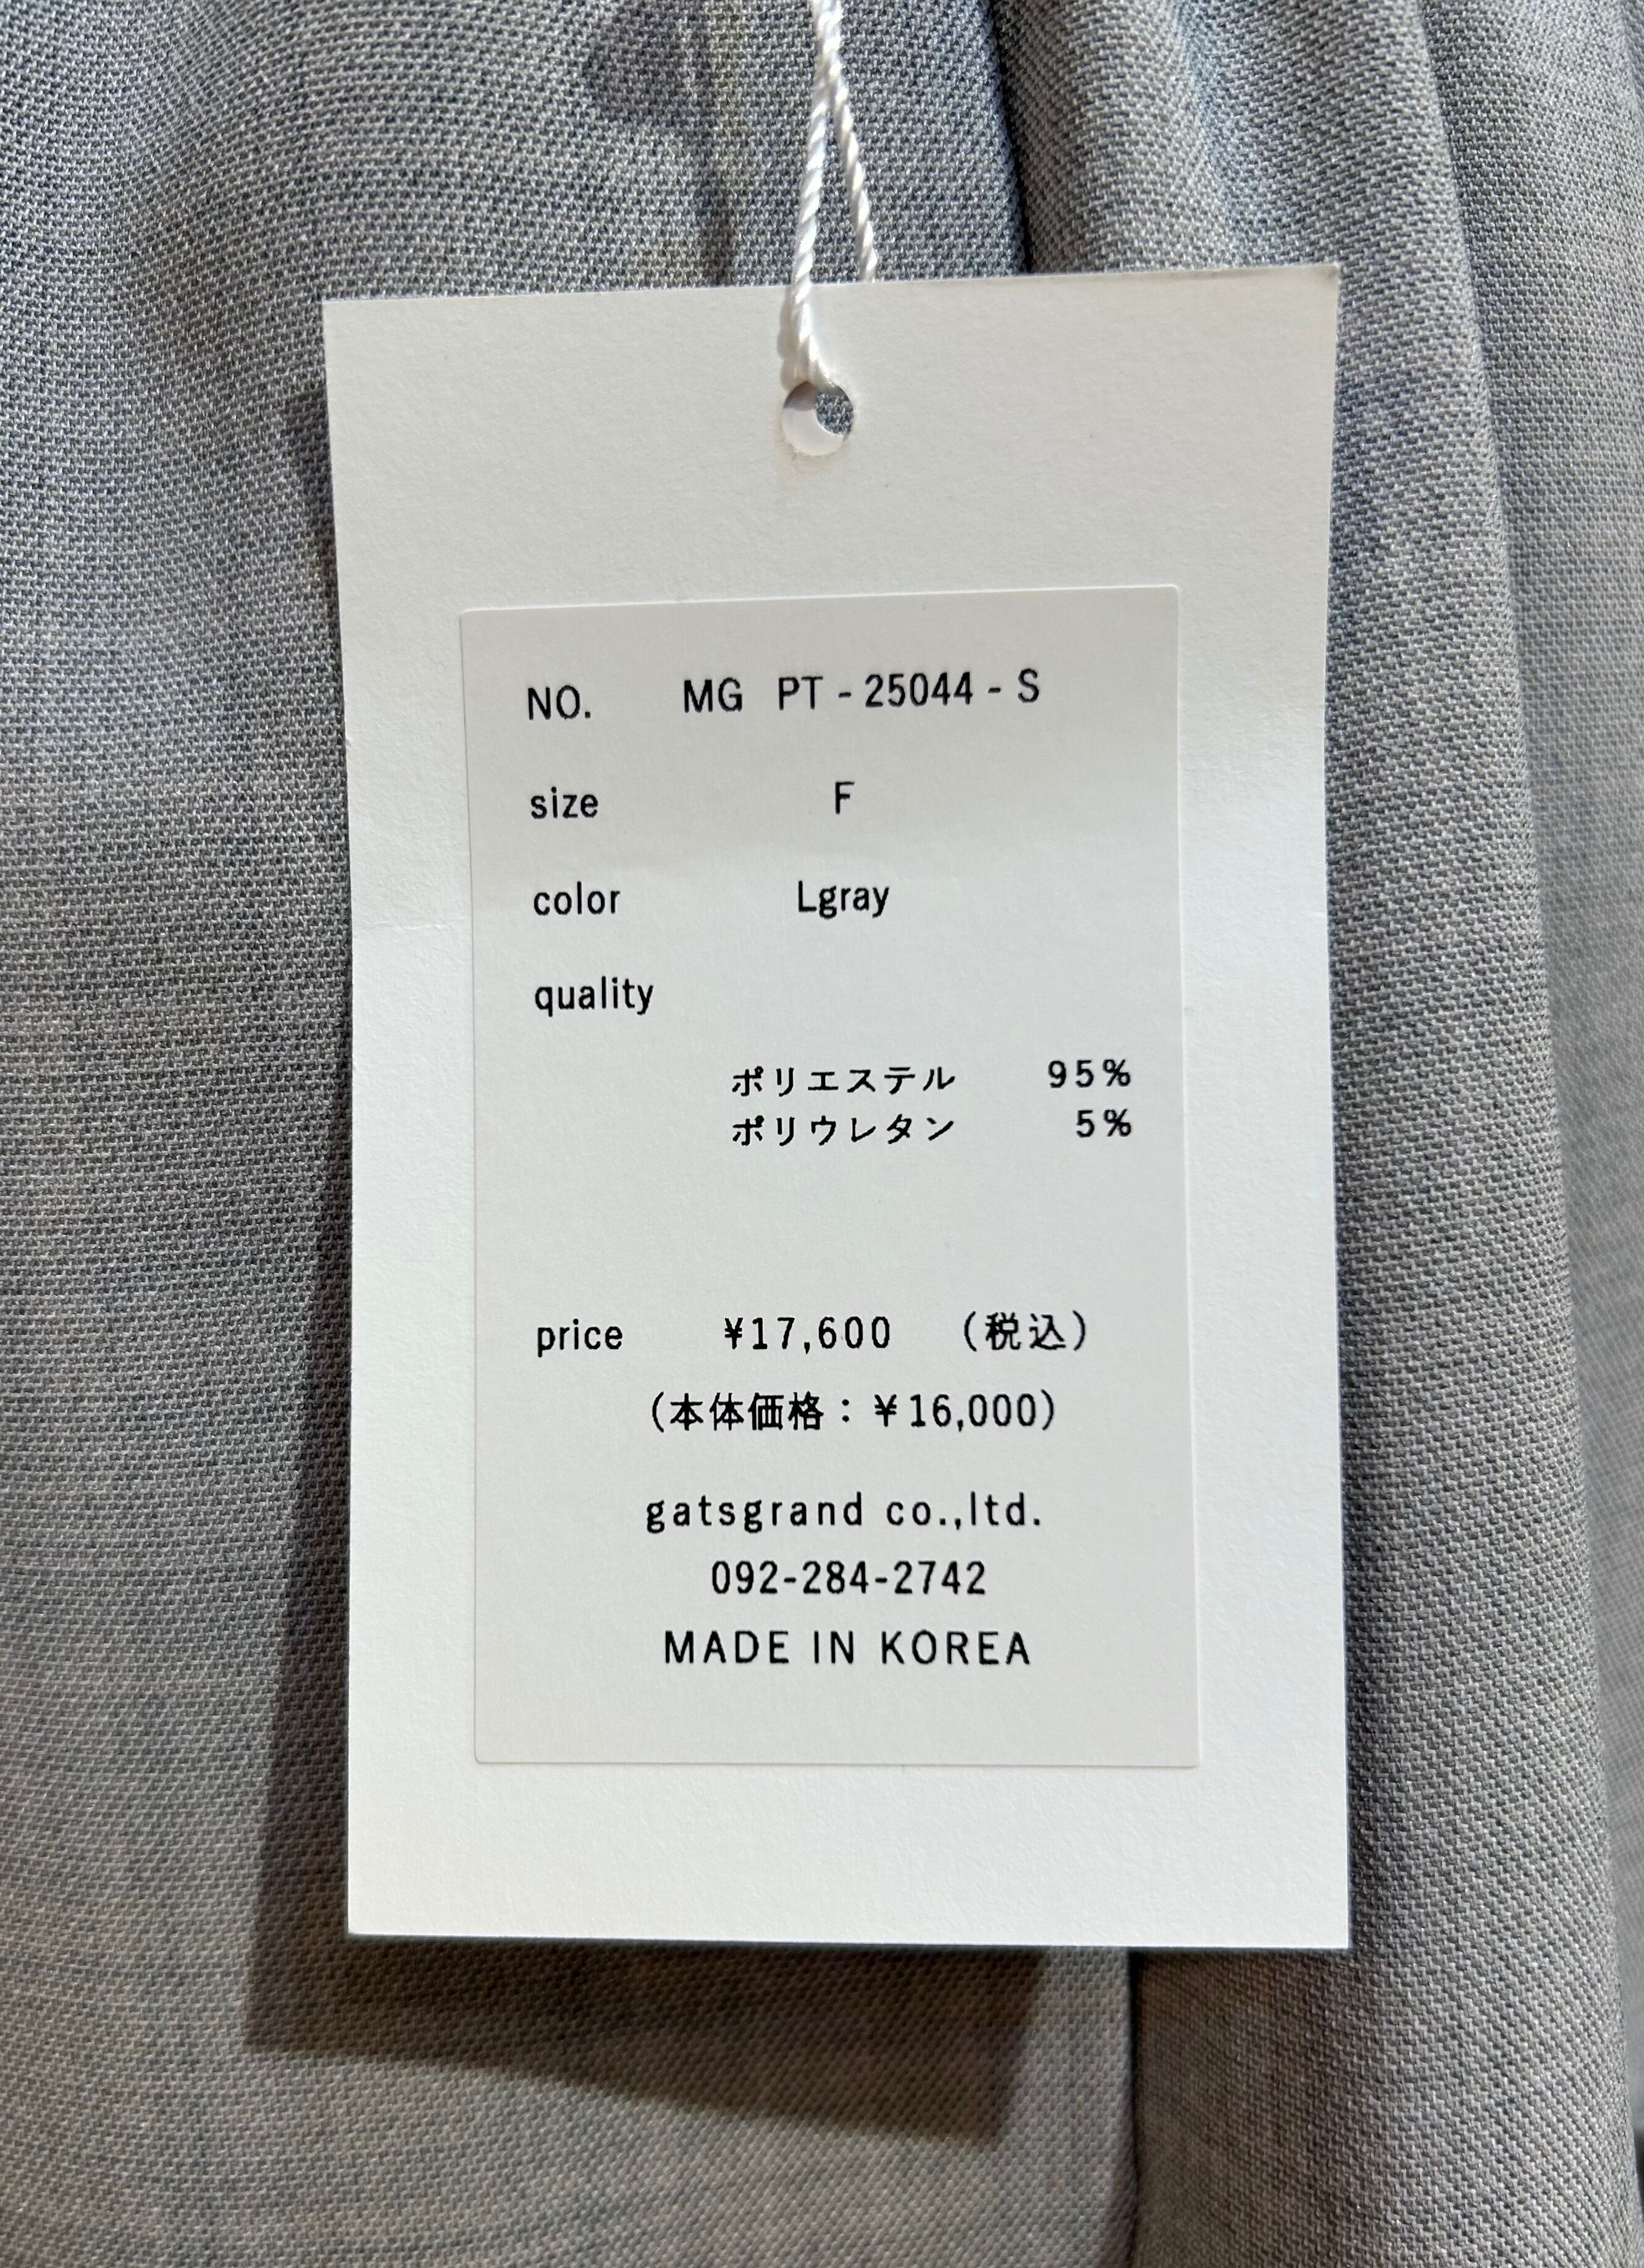 NO. MG PT - 25044 - S
size F
color Lgray
quality
ポリエステル 95%
ポリウレタン 5%
price ¥17,600 (税込)
(本体価格：¥16,000)
gatsgrand co.,ltd.
092-284-2742
MADE IN KOREA